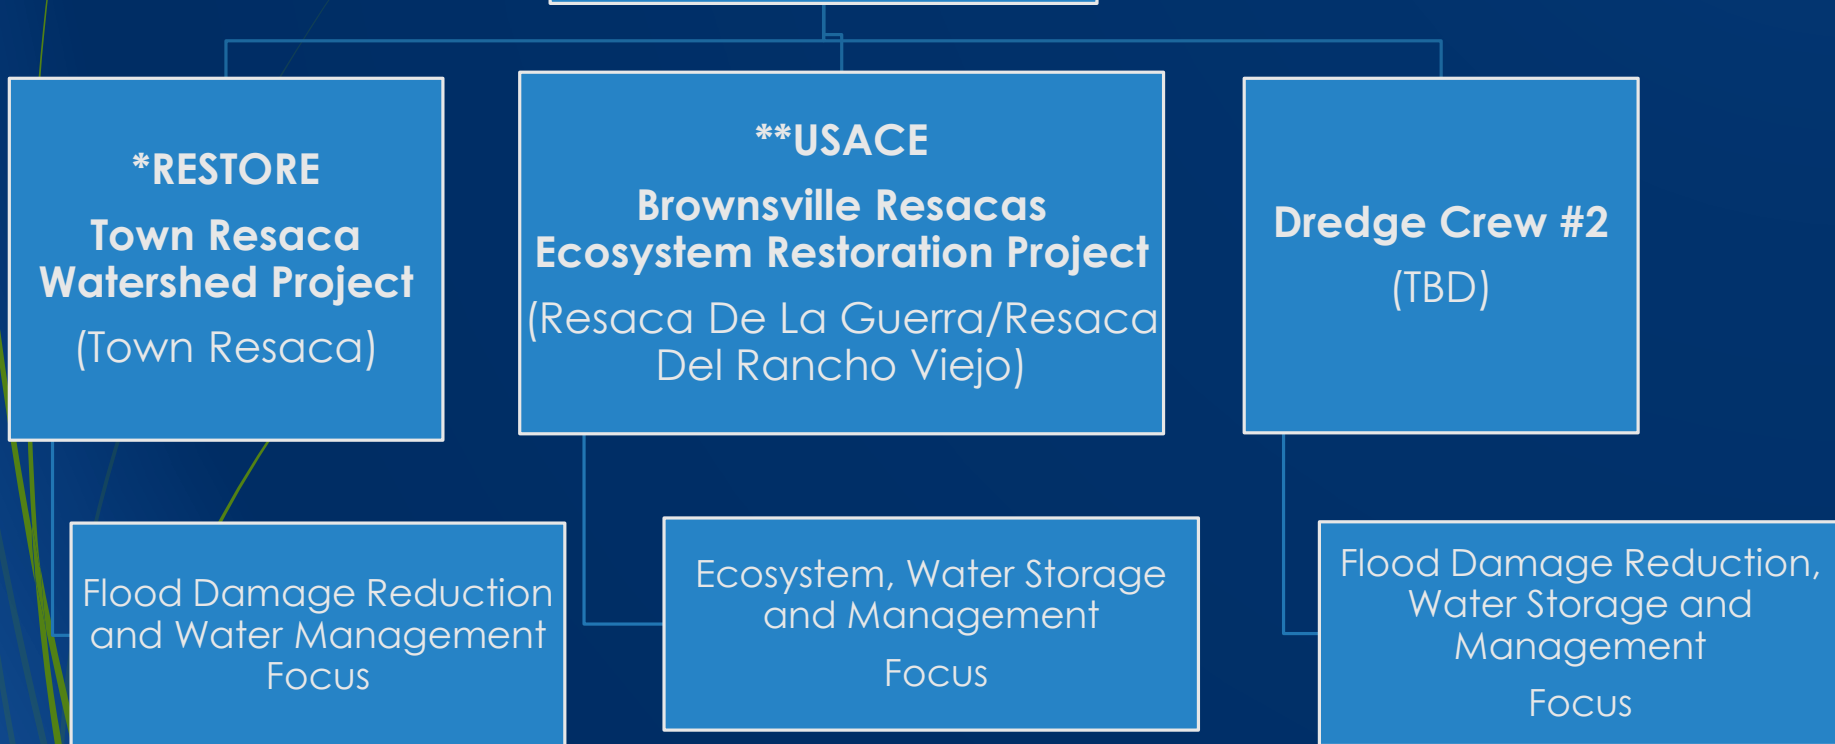 *RESTORE
Town Resaca
Watershed Project
(Town Resaca)
**USACE
Brownsville Resacas
Ecosystem Restoration Project
(Resaca De La Guerra/Resaca
Del Rancho Viejo)
Dredge Crew #2
(TBD)
Flood Damage Reduction
and Water Management
Focus
Ecosystem, Water Storage
and Management
Focus
Flood Damage Reduction,
Water Storage and
Management
Focus